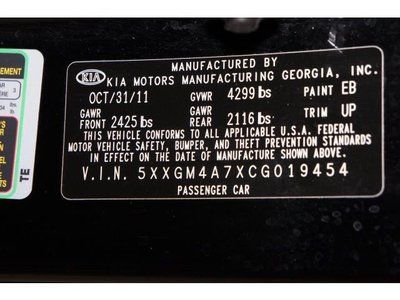 MANUFACTURED BY
KIA KIA MOTORS MANUFACTURING GEORGIA, INC.
OCT/31/11 GVWR 4299 lbs PAINT EB
GAWR GAWR TRIM UP
FRONT 2425 lbs REAR 2116 lbs
THIS VEHICLE CONFORMS TO ALL APPLICABLE U.S.A. FEDERAL
MOTOR VEHICLE SAFETY, BUMPER, AND THEFT PREVENTION STANDARDS
IN EFFECT ON THE DATE OF MANUFACTURE SHOWN ABOVE.
V.I.N. 5XXGM4A7XCG019454
PASSENGER CAR
TE